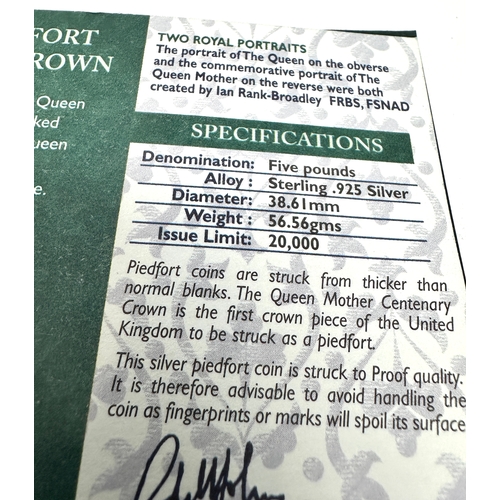 FORT
ROWN
Queen
ked
ueen
e.
TWO ROYAL PORTRAITS
The portrait of The Queen on the obverse
and the commemorative portrait of The
Queen Mother on the reverse were both
created by Ian Rank-Broadley FRBS, FSNAD
SPECIFICATIONS
Denomination: Five pounds
Alloy : Sterling .925 Silver
Diameter: 38.61mm
Weight : 56.56gms
Issue Limit: 20,000
Piedfort coins are struck from thicker than
normal blanks. The Queen Mother Centenary
Crown is the first crown piece of the United
Kingdom to be struck as a piedfort.
This silver piedfort coin is struck to Proof quality.
It is therefore advisable to avoid handling the
coin as fingerprints or marks will spoil its surface